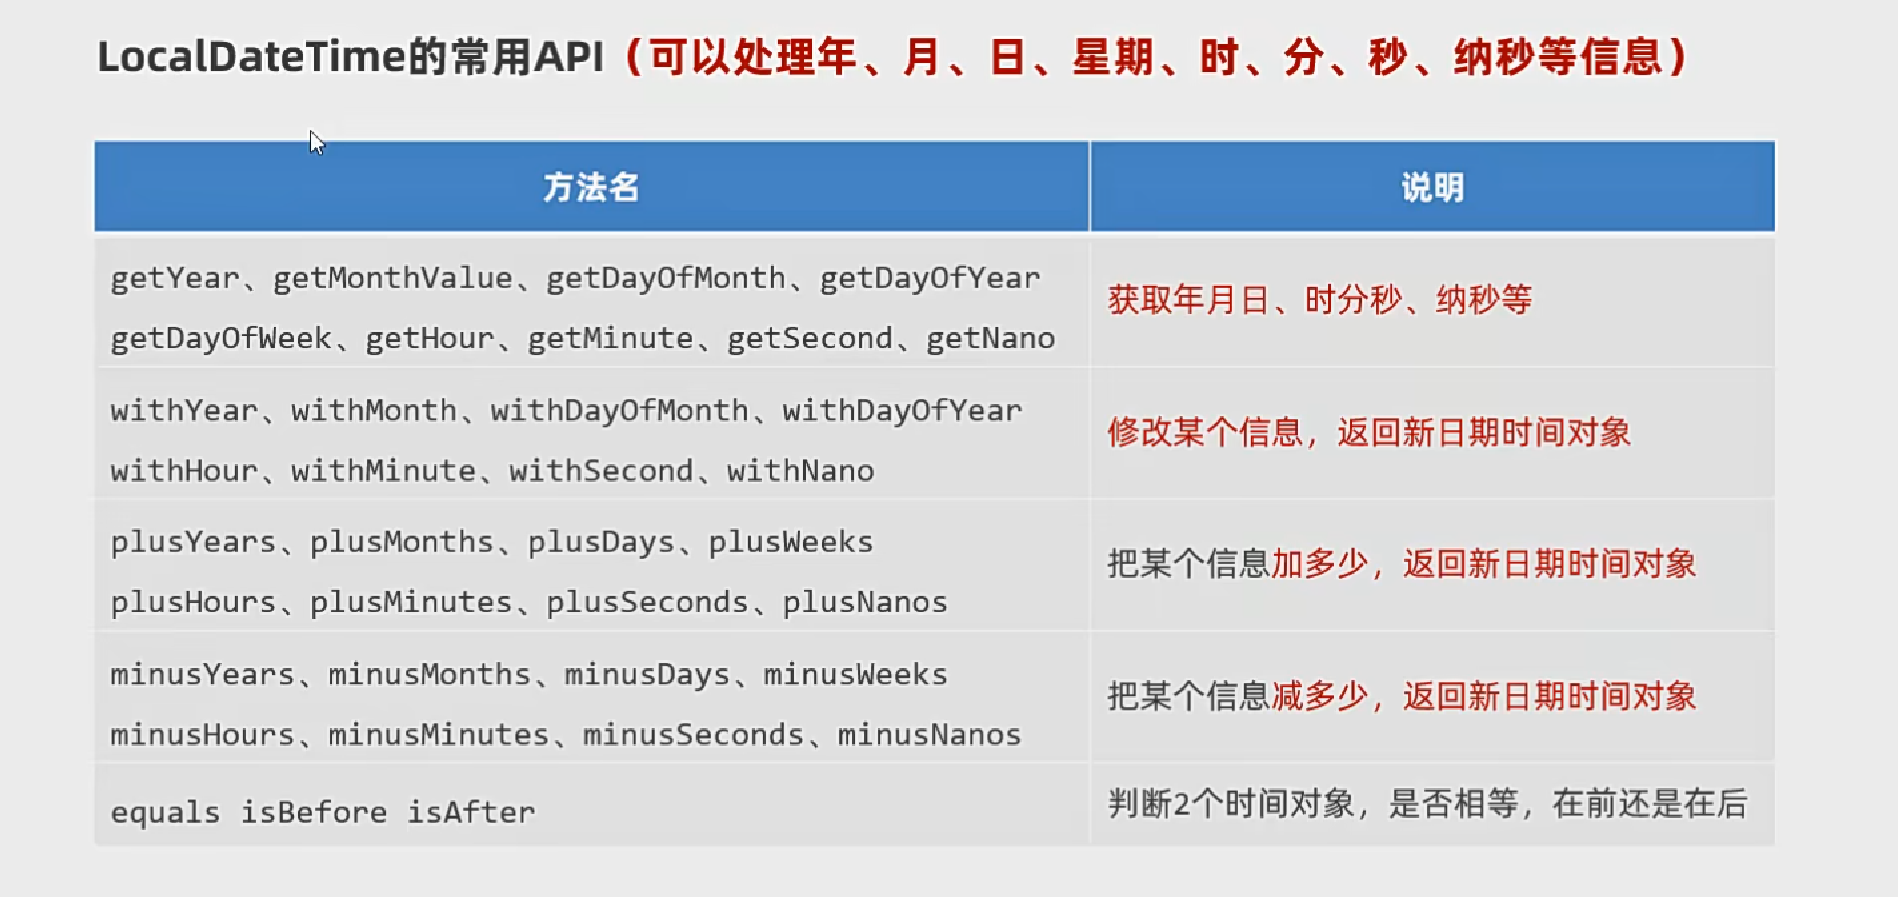 LocalDateTime的常用API（可以处理年、月、日、星期、时、分、秒、纳秒等信息）
方法名
说明
getYear、getMonthValue、getDayOfMonth、getDayOfYear
getDayOfWeek、getHour、getMinute、getSecond、getNano
获取年月日、时分秒、纳秒等
withYear、withMonth、withDayOfMonth、withDayOfYear
withHour、withMinute、withSecond、withNano
修改某个信息，返回新日期时间对象
plusYears、plusMonths、plusDays、plusWeeks
plusHours、plusMinutes、plusSeconds、plusNanos
把某个信息加多少，返回新日期时间对象
minusYears、minusMonths、minusDays、minusWeeks
minusHours、minusMinutes、minusSeconds、minusNanos
把某个信息减多少，返回新日期时间对象
equals isBefore isAfter
判断2个时间对象，是否相等，在前还是在后